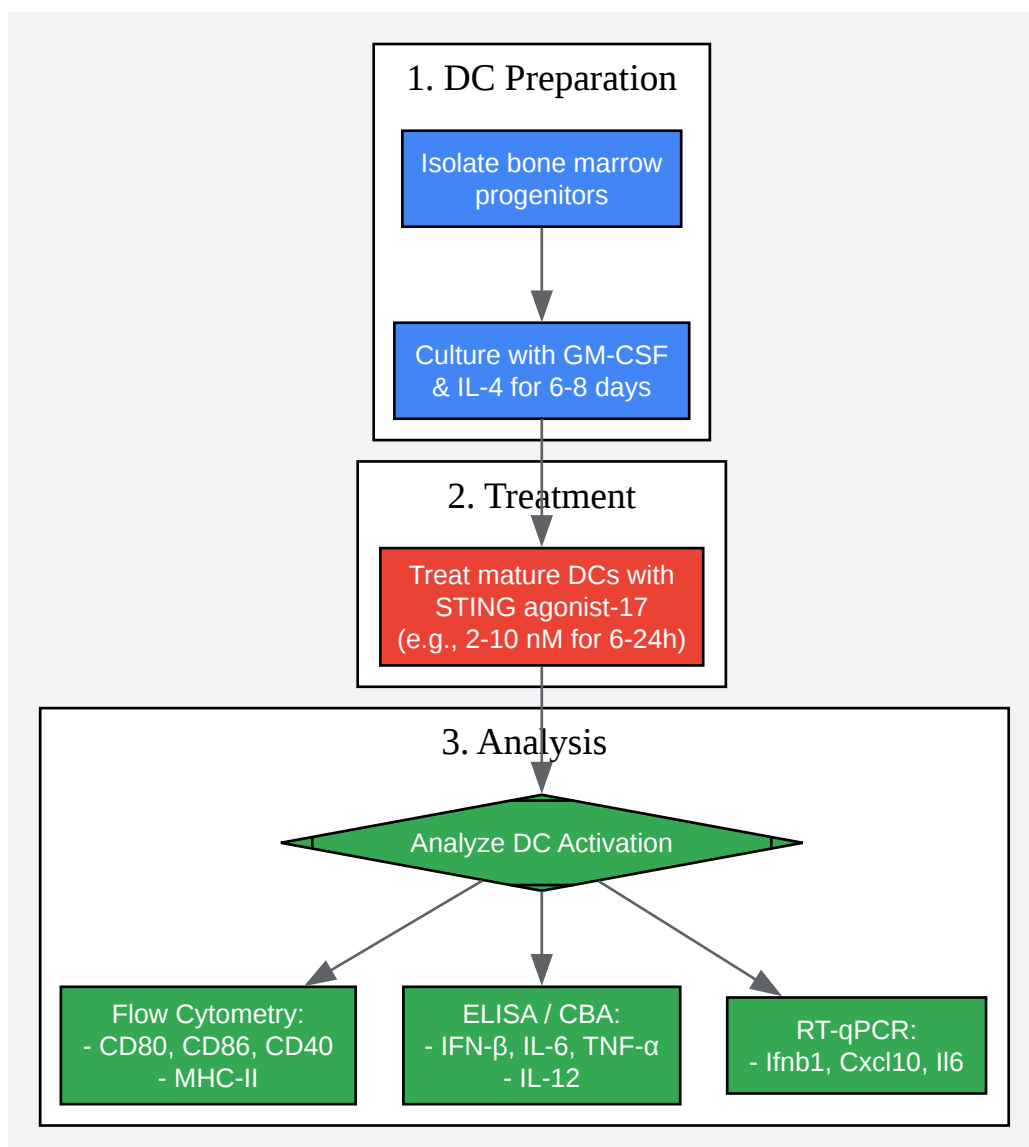 1. DC Preparation
Isolate bone marrow
progenitors
Culture with GM-CSF
& IL-4 for 6-8 days
2. Treatment
Treat mature DCs with
STING agonist-17
(e.g., 2-10 nM for 6-24h)
3. Analysis
Analyze DC Activation
Flow Cytometry:
- CD80, CD86, CD40
- MHC-II
ELISA / CBA:
- IFN-β, IL-6, TNF-α
- IL-12
RT-qPCR:
- Ifnb1, Cxcl10, Il6